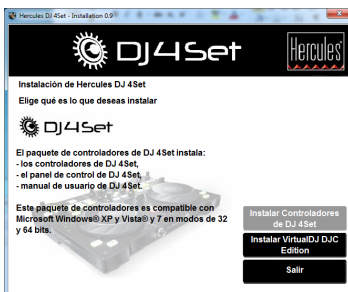 Hercules DJ 4Set - Installation 0.9
DJ4Set
Hercules
Instalación de Hercules DJ 4Set
Elige qué es lo que deseas instalar
DJ4Set
El paquete de controladores de DJ 4Set instala:
- los controladores de DJ 4Set,
- el panel de control de DJ 4Set,
- manual de usuario de DJ 4Set.
Este paquete de controladores es compatible con
Microsoft Windows® XP y Vista® y 7 en modos de 32
y 64 bits.
Instalar Controladores
de DJ 4Set
Instalar VirtualDJ DJC
Edition
Salir